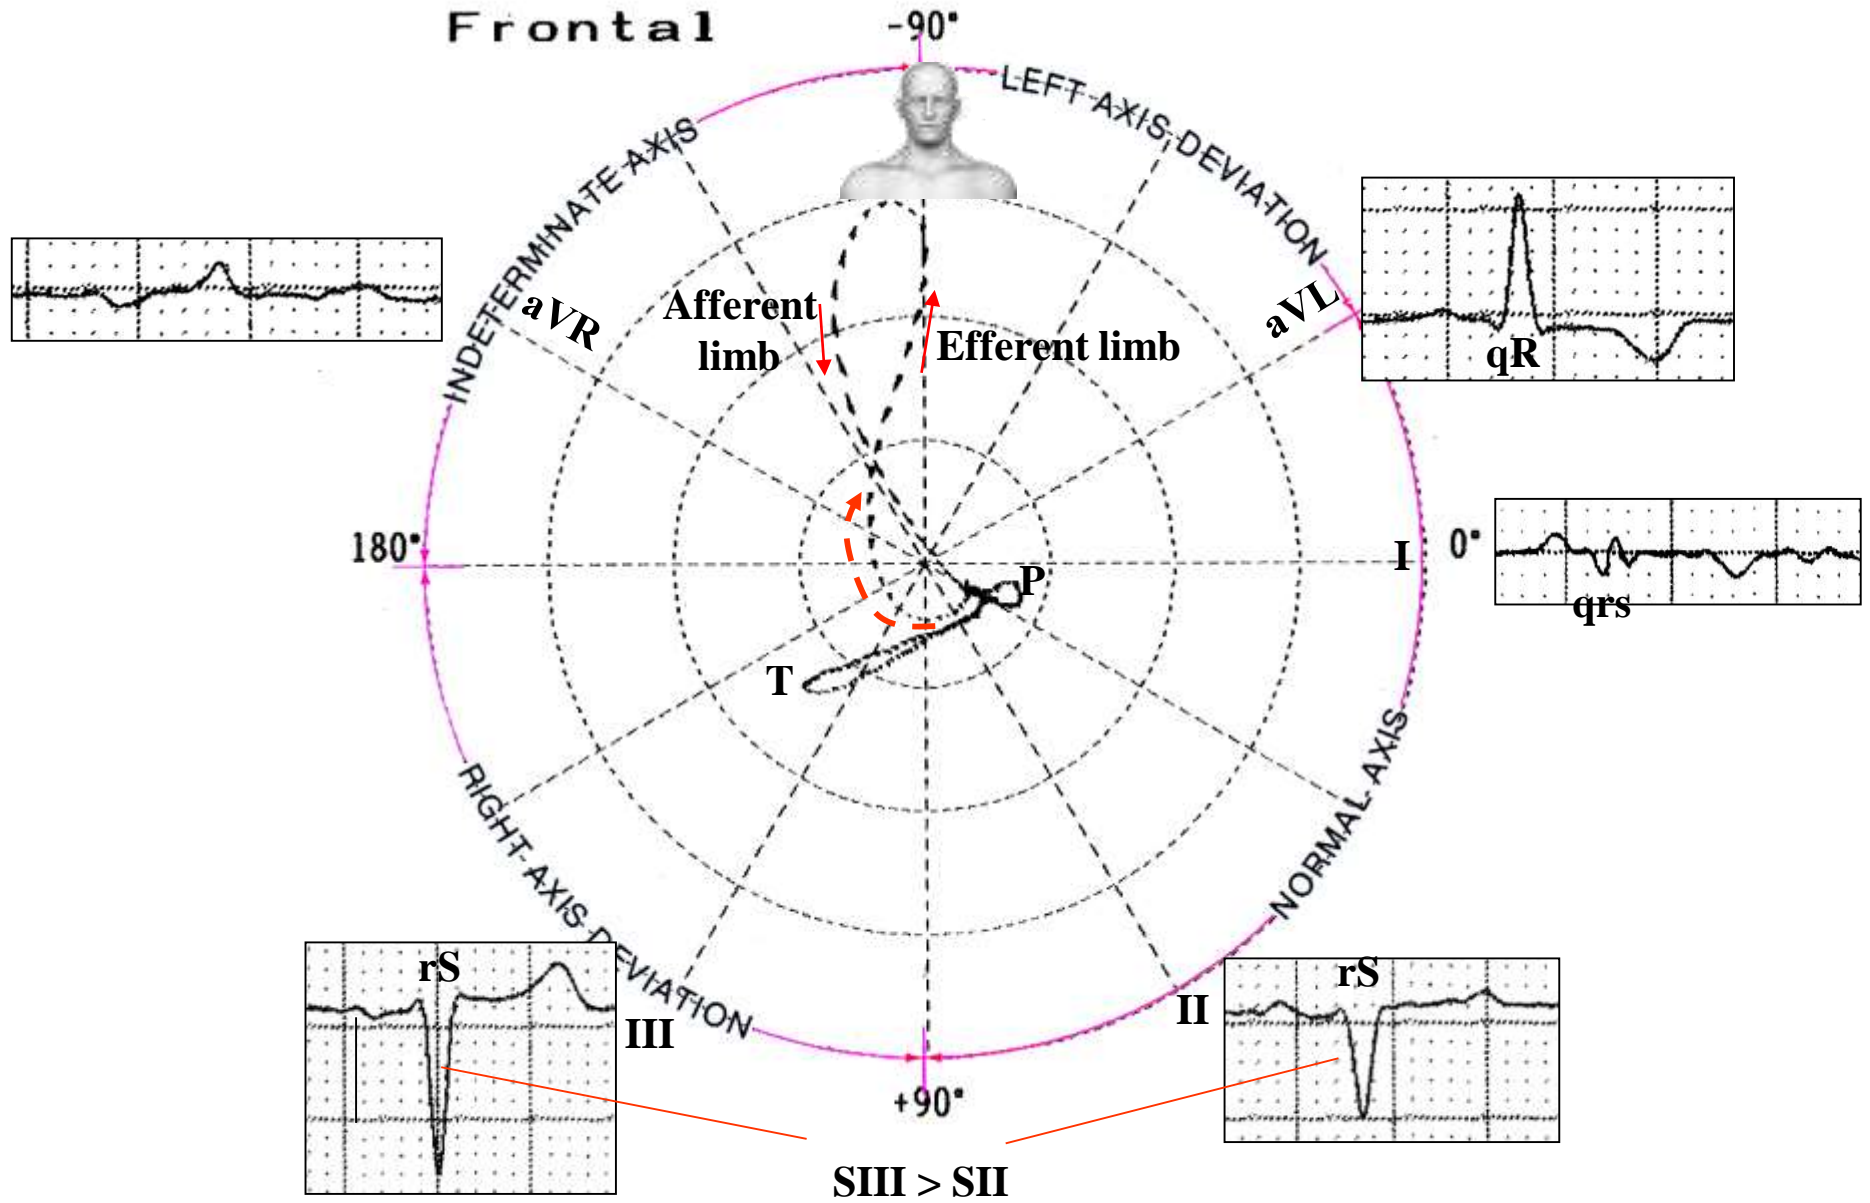 Frontal
-90°
LEFT AXIS DEVIATION
INDETERMINATE AXIS
aVR
Afferent
limb
Efferent limb
aVL
qR
180°
I
0°
P
qrs
T
RIGHT AXIS DEVIATION
NORMAL AXIS
rS
III
II
rS
+90°
SIII > SII